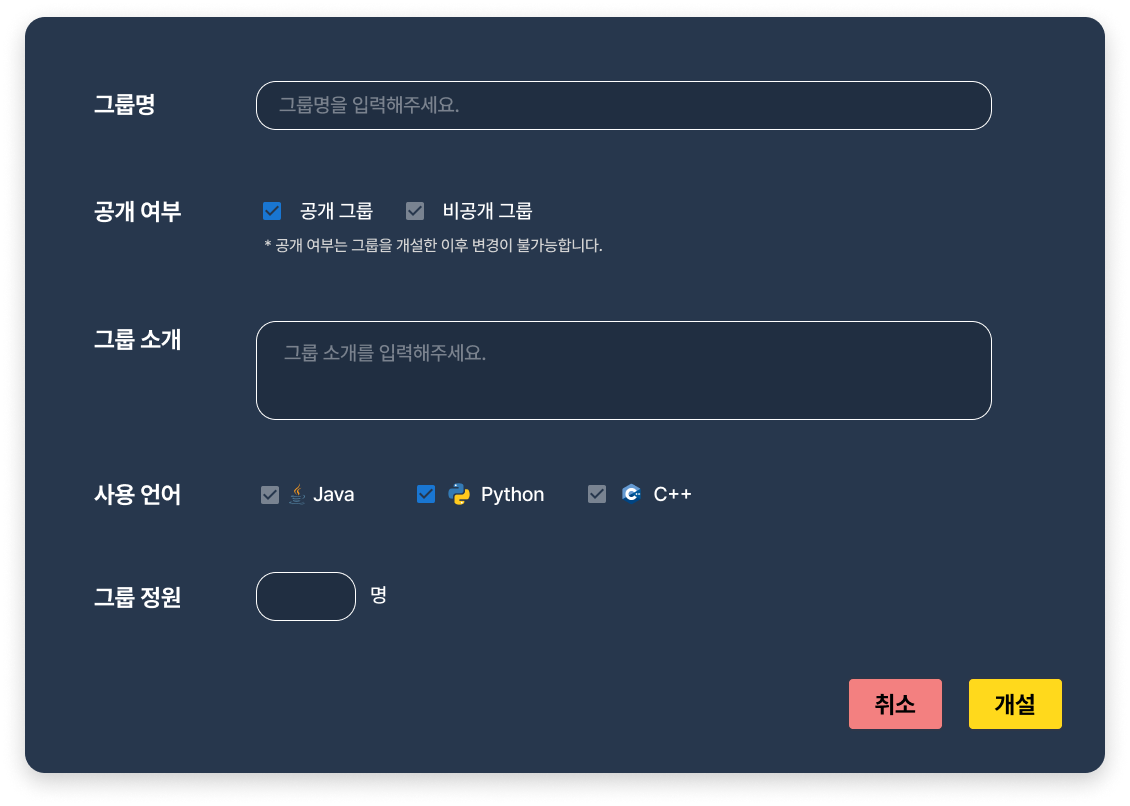 그룹명
그룹명을 입력해주세요.
공개 여부
공개 그룹 비공개 그룹
* 공개 여부는 그룹을 개설한 이후 변경이 불가능합니다.
그룹 소개
그룹 소개를 입력해주세요.
사용 언어
Java Python C++
그룹 정원
명
취소 개설